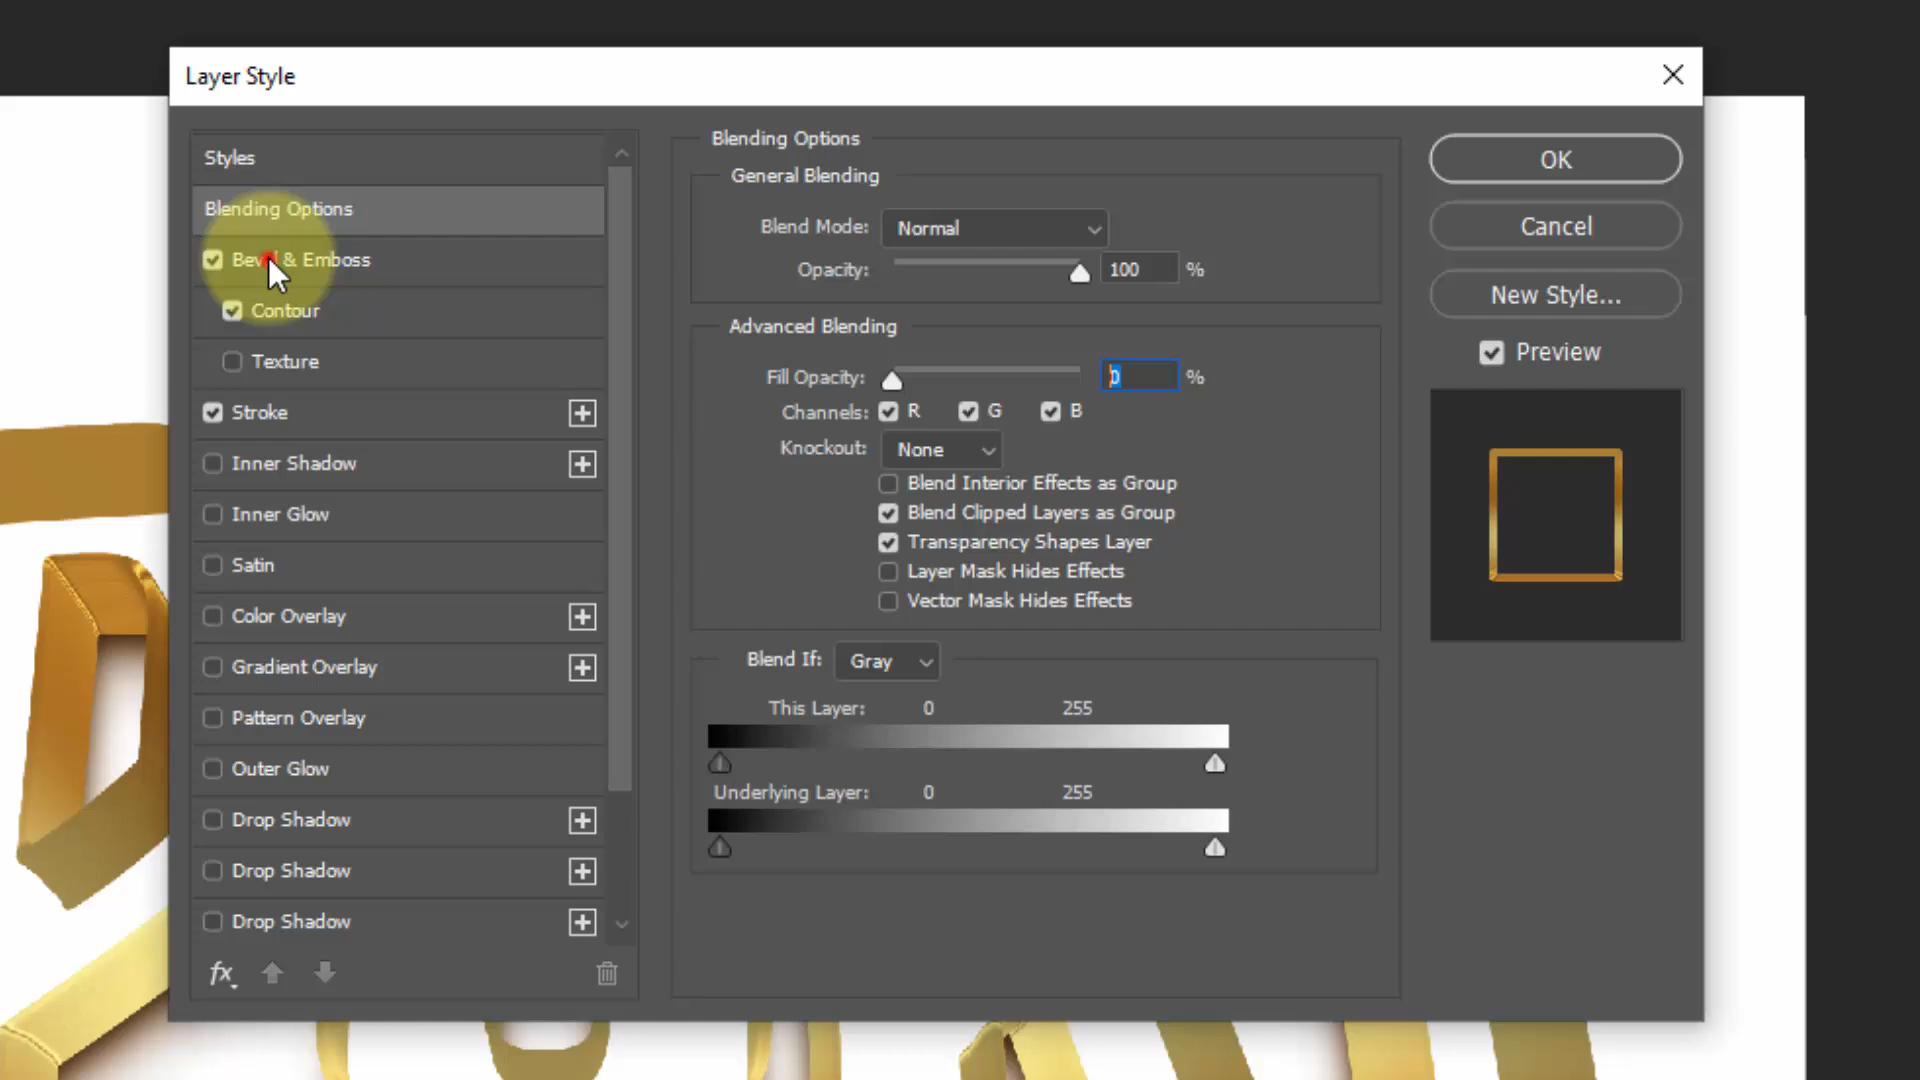 Layer Style
Styles
Blending Options
Bevel & Emboss
Contour
Texture
Stroke
Inner Shadow
Inner Glow
Satin
Color Overlay
Gradient Overlay
Pattern Overlay
Outer Glow
Drop Shadow
Drop Shadow
Drop Shadow
fx
Blending Options
General Blending
Blend Mode: Normal
Opacity: 100 %
Advanced Blending
Fill Opacity: 0 %
Channels: R G B
Knockout: None
Blend Interior Effects as Group
Blend Clipped Layers as Group
Transparency Shapes Layer
Layer Mask Hides Effects
Vector Mask Hides Effects
Blend If: Gray
This Layer: 0 255
Underlying Layer: 0 255
OK
Cancel
New Style...
Preview